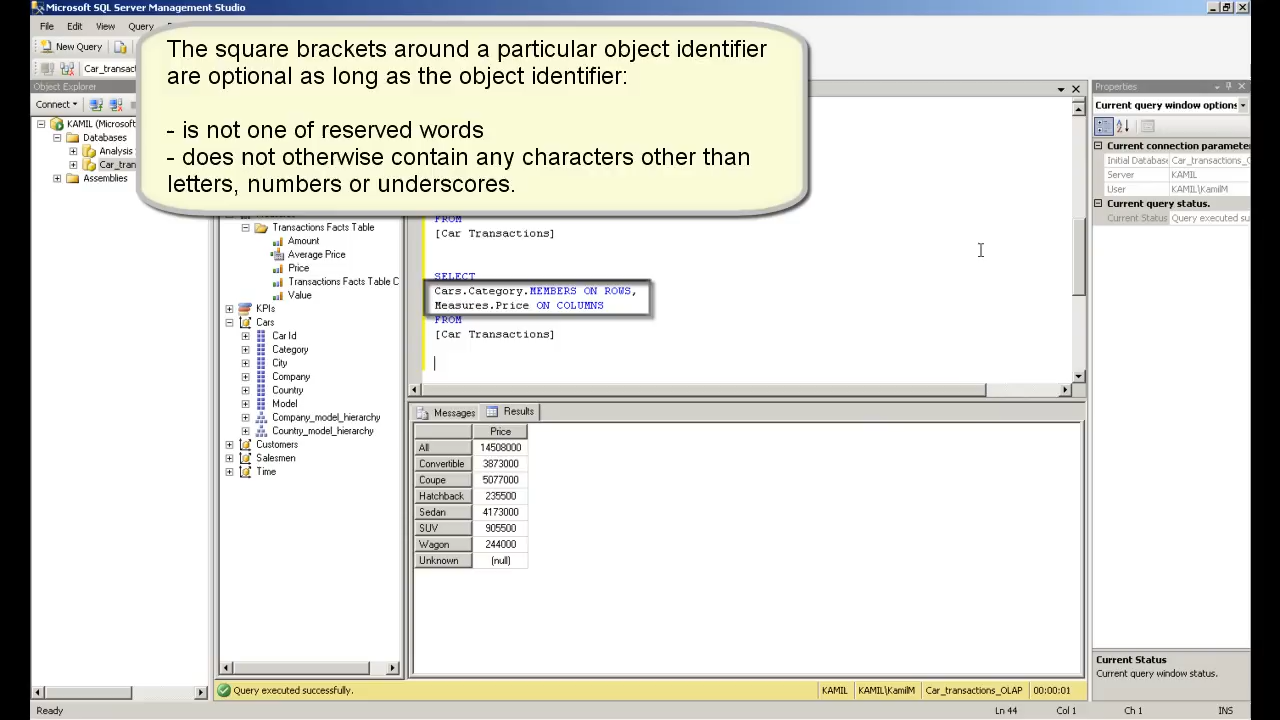 Microsoft SQL Server Management Studio
File Edit View Query
New Query
Car_transact
Object Explorer
Connect
KAMIL (Microsoft
Databases
Analysis
Car_tran
Assemblies
The square brackets around a particular object identifier
are optional as long as the object identifier:
- is not one of reserved words
- does not otherwise contain any characters other than
letters, numbers or underscores.
Transactions Facts Table
Amount
Average Price
Price
Transactions Facts Table C
Value
KPIs
Cars
Car Id
Category
City
Company
Country
Model
Company_model_hierarchy
Country_model_hierarchy
Customers
Salesmen
Time
FROM
[Car Transactions]
SELECT
Cars.Category.MEMBERS ON ROWS,
Measures.Price ON COLUMNS
FROM
[Car Transactions]
Messages Results
Price
All 14508000
Convertible 3873000
Coupe 5077000
Hatchback 235500
Sedan 4173000
SUV 905500
Wagon 244000
Unknown (null)
Properties
Current query window options
Current connection parameter
Initial Database Car_transactions_O
Server KAMIL
User KAMIL\KamilM
Current query status.
Current Status Query executed su
Current Status
Current query window status.
Query executed successfully. KAMIL KAMIL\KamilM Car_transactions_OLAP 00:00:01
Ready Ln 44 Col 1 Ch 1 INS